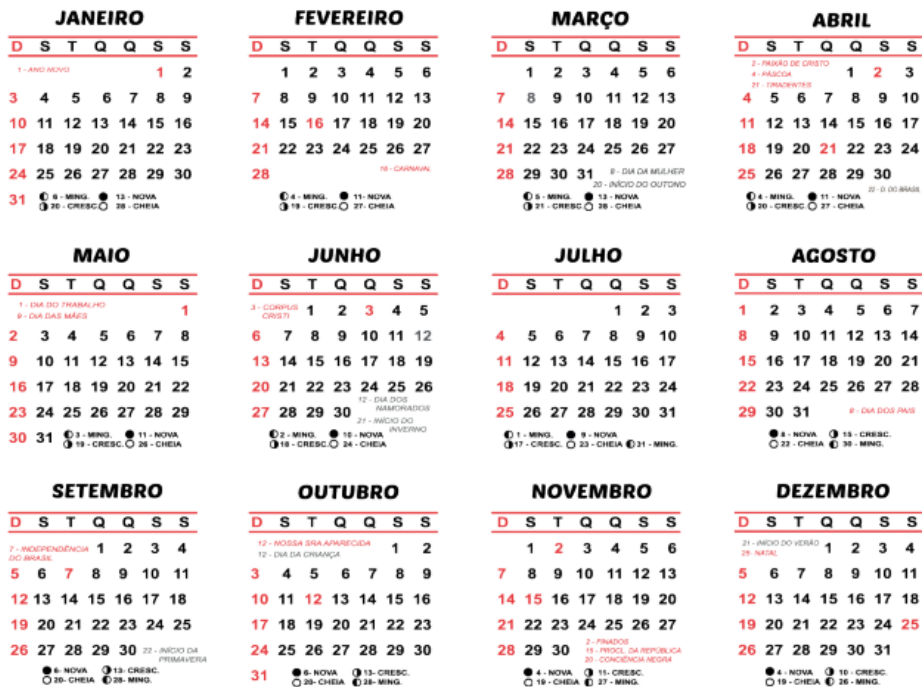 JANEIRO
D S T Q Q S S
1 - ANO NOVO 1 2
3 4 5 6 7 8 9
10 11 12 13 14 15 16
17 18 19 20 21 22 23
24 25 26 27 28 29 30
31 6 - MING. 13 - NOVA
20 - CRESC. 28 - CHEIA
FEVEREIRO
D S T Q Q S S
1 2 3 4 5 6
7 8 9 10 11 12 13
14 15 16 17 18 19 20
21 22 23 24 25 26 27
28 16 - CARNAVAL
4 - MING. 11- NOVA
19 - CRESC. 27 - CHEIA
MARÇO
D S T Q Q S S
1 2 3 4 5 6
7 8 9 10 11 12 13
14 15 16 17 18 19 20
21 22 23 24 25 26 27
28 29 30 31 8 - DIA DA MULHER
20 - INÍCIO DO OUTONO
5 - MING. 13 - NOVA
21 - CRESC. 28 - CHEIA
ABRIL
D S T Q Q S S
2 - PAIXÃO DE CRISTO
4 - PÁSCOA
21 - TIRADENTES
1 2 3
4 5 6 7 8 9 10
11 12 13 14 15 16 17
18 19 20 21 22 23 24
25 26 27 28 29 30
22 - D. DO BRASIL
4 - MING. 11 - NOVA
20 - CRESC. 27 - CHEIA
MAIO
D S T Q Q S S
1 - DIA DO TRABALHO
9 - DIA DAS MÃES
1
2 3 4 5 6 7 8
9 10 11 12 13 14 15
16 17 18 19 20 21 22
23 24 25 26 27 28 29
30 31 3 - MING. 11 - NOVA
19 - CRESC. 26 - CHEIA
JUNHO
D S T Q Q S S
3 - CORPUS
CRISTI
1 2 3 4 5
6 7 8 9 10 11 12
13 14 15 16 17 18 19
20 21 22 23 24 25 26
27 28 29 30
12 - DIA DOS
NAMORADOS
21 - INÍCIO DO
INVERNO
2 - MING. 10 - NOVA
18 - CRESC. 24 - CHEIA
JULHO
D S T Q Q S S
1 2 3
4 5 6 7 8 9 10
11 12 13 14 15 16 17
18 19 20 21 22 23 24
25 26 27 28 29 30 31
1 - MING. 9 - NOVA
17 - CRESC. 23 - CHEIA 31 - MING.
AGOSTO
D S T Q Q S S
1 2 3 4 5 6 7
8 9 10 11 12 13 14
15 16 17 18 19 20 21
22 23 24 25 26 27 28
29 30 31 8 - DIA DOS PAIS
8 - NOVA 15 - CRESC.
22 - CHEIA 30 - MING.
SETEMBRO
D S T Q Q S S
7 - INDEPENDÊNCIA
DO BRASIL
1 2 3 4
5 6 7 8 9 10 11
12 13 14 15 16 17 18
19 20 21 22 23 24 25
26 27 28 29 30
22 - INÍCIO DA
PRIMAVERA
6- NOVA 13- CRESC.
20- CHEIA 28- MING.
OUTUBRO
D S T Q Q S S
12 - NOSSA SRA APARECIDA
12 - DIA DA CRIANÇA
1 2
3 4 5 6 7 8 9
10 11 12 13 14 15 16
17 18 19 20 21 22 23
24 25 26 27 28 29 30
31 6- NOVA 13- CRESC.
20- CHEIA 28- MING.
NOVEMBRO
D S T Q Q S S
1 2 3 4 5 6
7 8 9 10 11 12 13
14 15 16 17 18 19 20
21 22 23 24 25 26 27
28 29 30
2 - FINADOS
15 - PROCL. DA REPÚBLICA
20 - CONCIÊNCIA NEGRA
4 - NOVA 11 - CRESC.
19 - CHEIA 27 - MING.
DEZEMBRO
D S T Q Q S S
21 - INÍCIO DO VERÃO
25- NATAL
1 2 3 4
5 6 7 8 9 10 11
12 13 14 15 16 17 18
19 20 21 22 23 24 25
26 27 28 29 30 31
4 - NOVA 10 - CRESC.
19 - CHEIA 26 - MING.